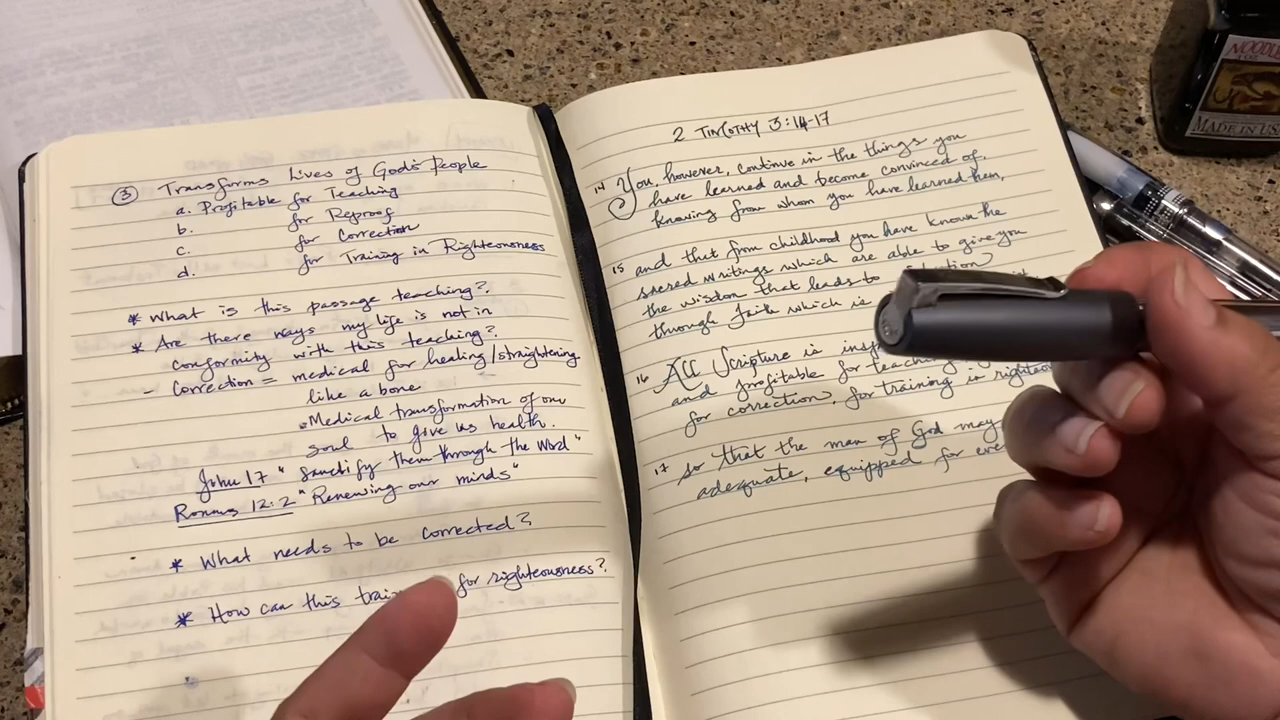 ③ Transforms Lives of God's People
a. Profitable for Teaching
b. for Reproof
c. for Correction
d. for Training in Righteousness
* What is this passage teaching?
* Are there ways my life is not in
conformity with this teaching?
- Correction = medical for healing/straightening
like a bone
Medical transformation of our
soul to give us health.
John 17 "Sanctify them through the Word"
Romans 12:2 "Renewing our minds"
* What needs to be corrected?
* How can this train for righteousness?
2 TIMOTHY 3:14-17
14 You, however, continue in the things you
have learned and become convinced of,
knowing from whom you have learned them,
15 and that from childhood you have known the
sacred writings which are able to give you
the wisdom that leads to
through faith which is
16 All Scripture is
and profitable for
for correction, for training in
17 so that the man of God may
adequate, equipped for
MADE IN US